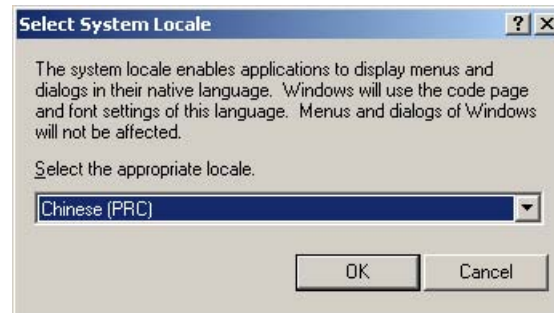 Select System Locale
The system locale enables applications to display menus and
dialogs in their native language. Windows will use the code page
and font settings of this language. Menus and dialogs of Windows
will not be affected.
Select the appropriate locale.
Chinese (PRC)
OK Cancel